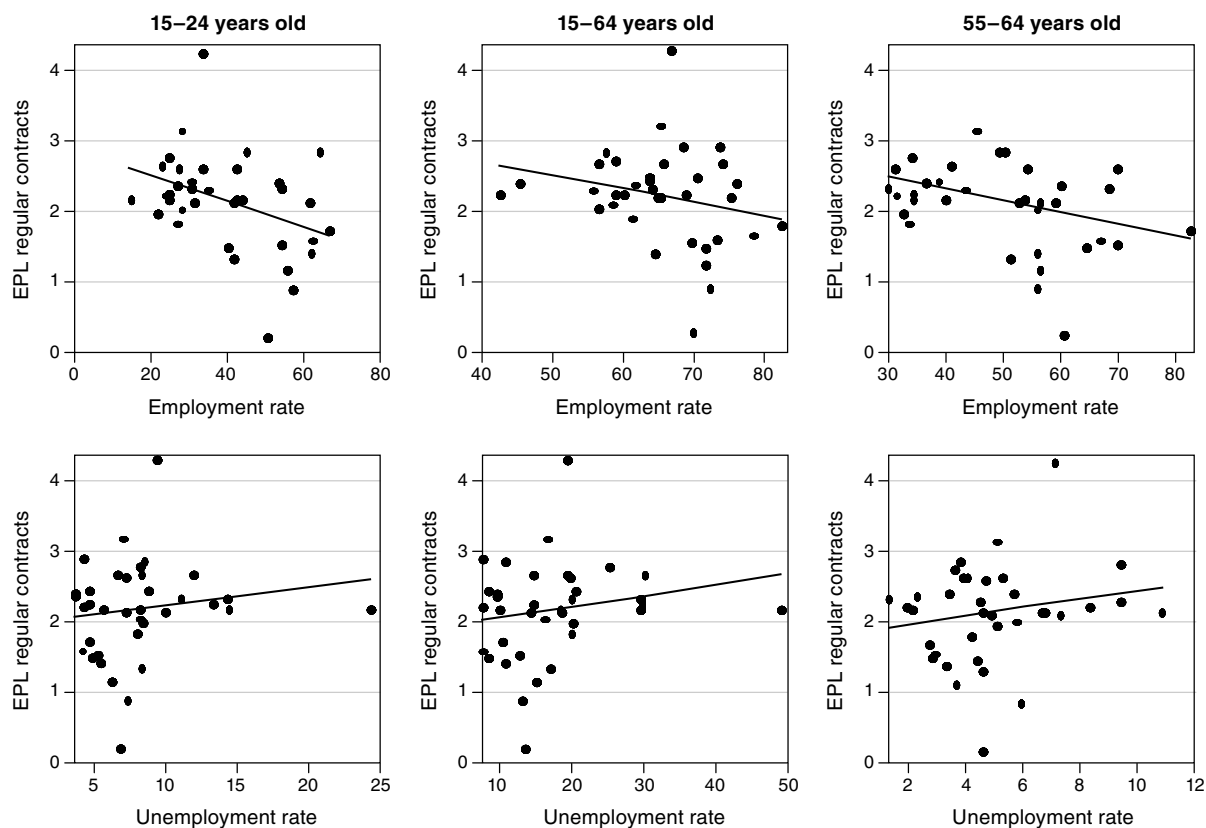 15–24 years old
15–64 years old
55–64 years old
EPL regular contracts
4
3
2
1
0
0 20 40 60 80
Employment rate
EPL regular contracts
4
3
2
1
0
40 50 60 70 80
Employment rate
EPL regular contracts
4
3
2
1
0
30 40 50 60 70 80
Employment rate
EPL regular contracts
4
3
2
1
0
5 10 15 20 25
Unemployment rate
EPL regular contracts
4
3
2
1
0
10 20 30 40 50
Unemployment rate
EPL regular contracts
4
3
2
1
0
2 4 6 8 10 12
Unemployment rate